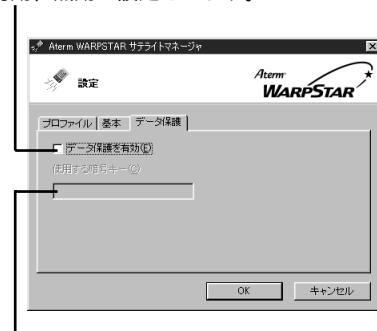 Aterm WARPSTAR サテライトマネージャ
設定
Aterm
WARPSTAR
プロファイル 基本 データ保護
データ保護を有効(E)
使用する暗号キー(C)
OK キャンセル